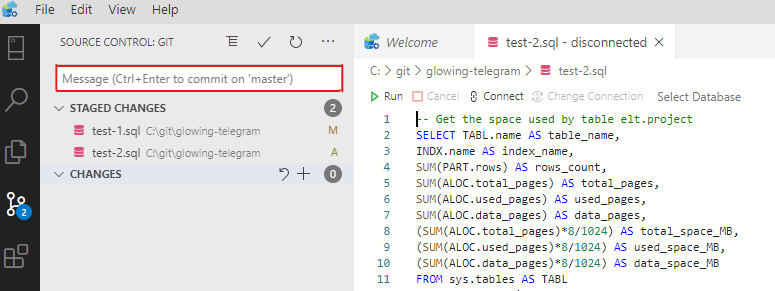 File Edit View Help
SOURCE CONTROL: GIT
Message (Ctrl+Enter to commit on 'master')
STAGED CHANGES 2
test-1.sql C:\git\glowing-telegram M
test-2.sql C:\git\glowing-telegram A
CHANGES 0
2
Welcome test-2.sql - disconnected
C: > git > glowing-telegram > test-2.sql
Run Cancel Connect Change Connection Select Database
1 -- Get the space used by table elt.project
2 SELECT TABL.name AS table_name,
3 INDX.name AS index_name,
4 SUM(PART.rows) AS rows_count,
5 SUM(ALOC.total_pages) AS total_pages,
6 SUM(ALOC.used_pages) AS used_pages,
7 SUM(ALOC.data_pages) AS data_pages,
8 (SUM(ALOC.total_pages)*8/1024) AS total_space_MB,
9 (SUM(ALOC.used_pages)*8/1024) AS used_space_MB,
10 (SUM(ALOC.data_pages)*8/1024) AS data_space_MB
11 FROM sys.tables AS TABL